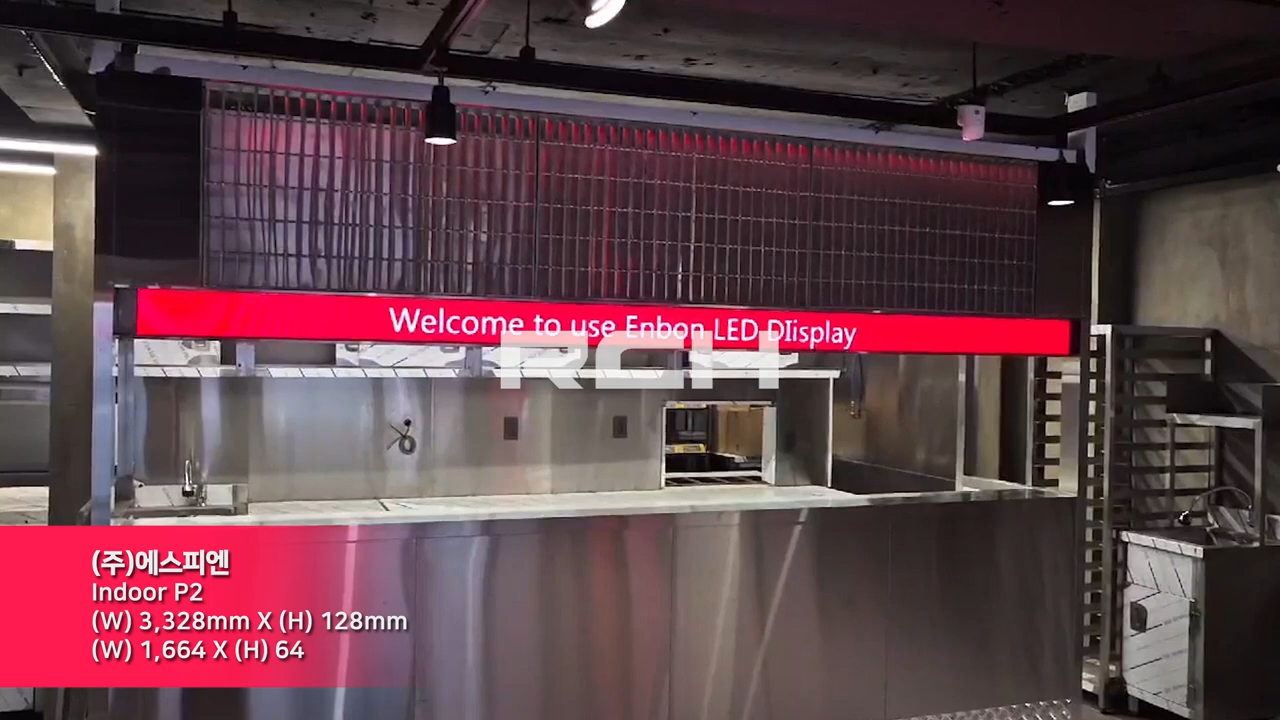 Welcome to use Enbon LED DIisplay
RCH
(주)에스피엔
Indoor P2
(W) 3,328mm X (H) 128mm
(W) 1,664 X (H) 64